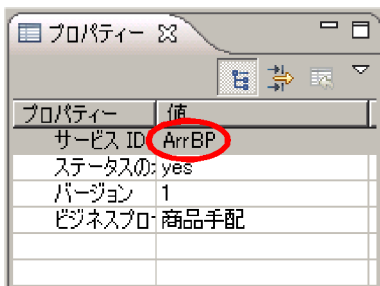 プロパティー
プロパティー 値
サービス ID ArrBP
ステータスの yes
バージョン 1
ビジネスプロ 商品手配